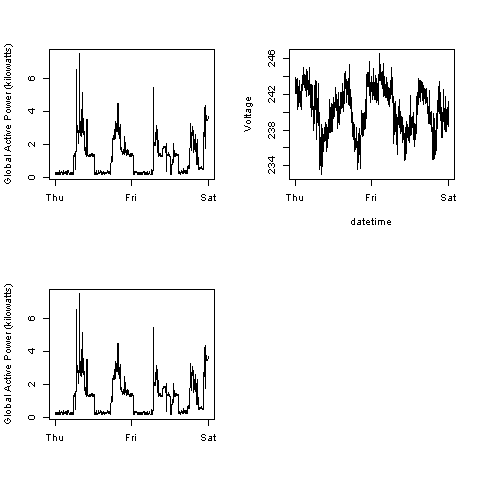 Global Active Power (kilowatts)
0 2 4 6
Thu Fri Sat
Voltage
234 238 242 246
Thu Fri Sat
datetime
Global Active Power (kilowatts)
0 2 4 6
Thu Fri Sat